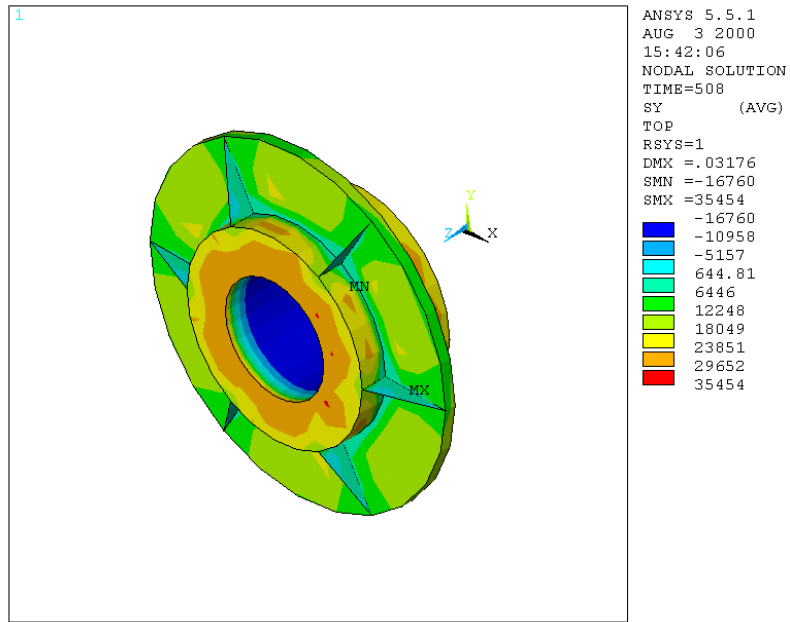 1
ANSYS 5.5.1
AUG 3 2000
15:42:06
NODAL SOLUTION
TIME=508
SY (AVG)
TOP
RSYS=1
DMX =.03176
SMN =-16760
SMX =35454
-16760
-10958
-5157
644.81
6446
12248
18049
23851
29652
35454
Y
Z X
MN
MX